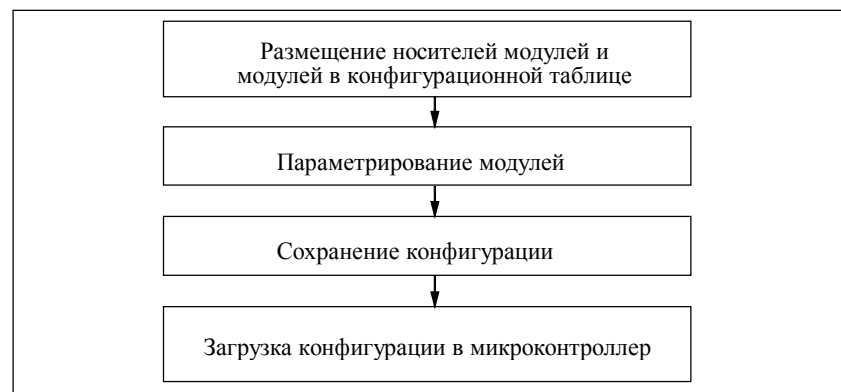 Размещение носителей модулей и
модулей в конфигурационной таблице
Параметрирование модулей
Сохранение конфигурации
Загрузка конфигурации в микроконтроллер